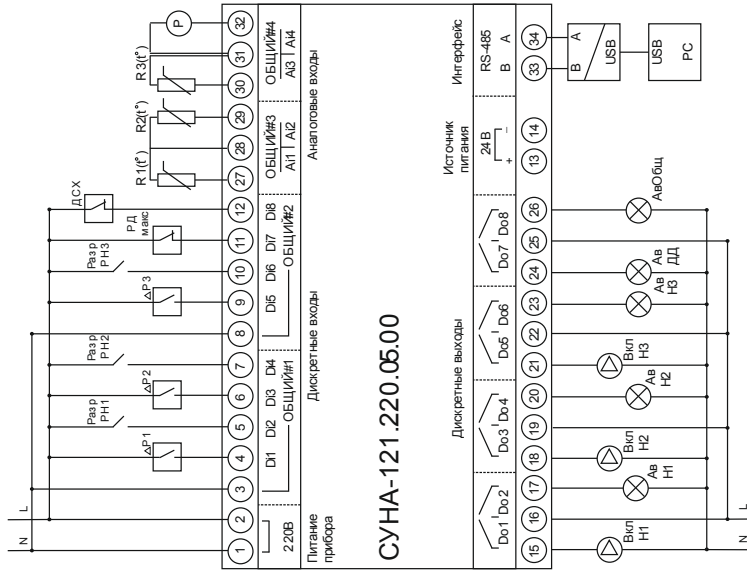 N
L
1
2
3
4
5
6
7
8
9
10
11
12
27
28
29
30
31
32
ΔP1
Разр
РН1
ΔP2
Разр
РН2
ΔP3
Разр
РН3
РД
макс
ДСХ
R1(t°)
R2(t°)
R3(t°)
P
220В
Di1
Di2
Di3
Di4
ОБЩИЙ#1
Di5
Di6
Di7
Di8
ОБЩИЙ#2
ОБЩИЙ#3
Ai1
Ai2
ОБЩИЙ#4
Ai3
Ai4
Питание
прибора
Дискретные входы
Аналоговые входы
СУНА-121.220.05.00
Дискретные выходы
Источник
питания
Интерфейс
Do1
Do2
Do3
Do4
Do5
Do6
Do7
Do8
24 В
+
–
RS-485
B
A
15
16
17
18
19
20
21
22
23
24
25
26
13
14
33
34
Вкл
Н1
Ав
Н1
Вкл
Н2
Ав
Н2
Вкл
Н3
Ав
Н3
Ав
ДД
АвОбщ
B
A
USB
USB
PC
N
L